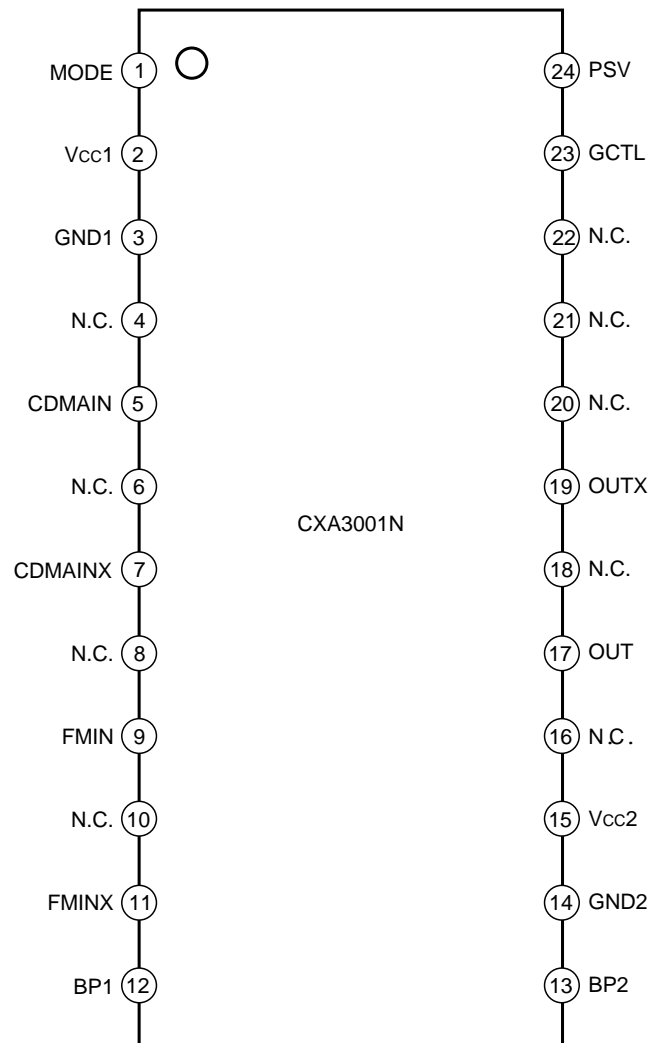 MODE 1 24 PSV
Vcc1 2 23 GCTL
GND1 3 22 N.C.
N.C. 4 21 N.C.
CDMAIN 5 20 N.C.
N.C. 6 19 OUTX
CXA3001N
CDMAINX 7 18 N.C.
N.C. 8 17 OUT
FMIN 9 16 N.C.
N.C. 10 15 Vcc2
FMINX 11 14 GND2
BP1 12 13 BP2